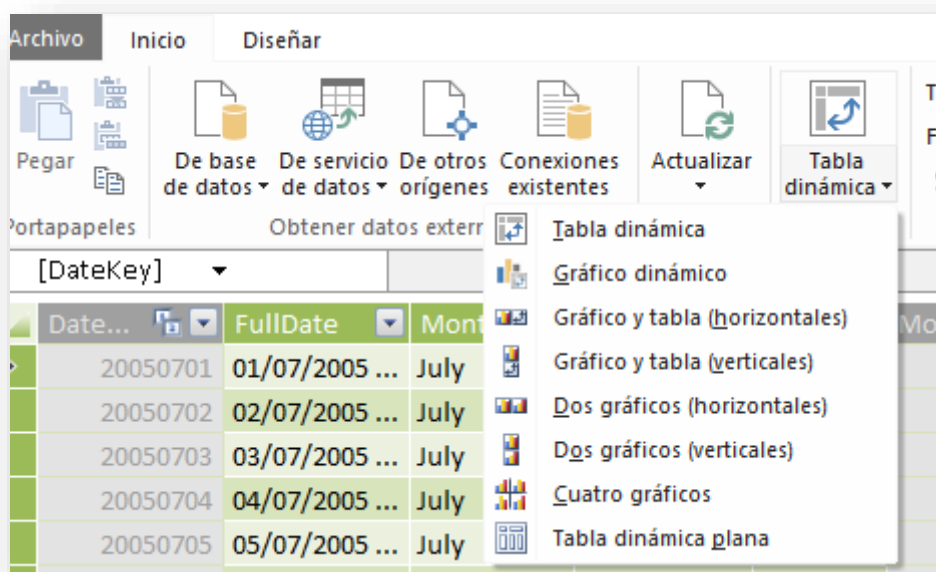 Archivo Inicio Diseñar
Pegar
De base de datos
De servicio de datos
De otros orígenes
Conexiones existentes
Actualizar
Tabla dinámica
Obtener datos
[DateKey]
Tabla dinámica
Gráfico dinámico
Gráfico y tabla (horizontales)
Gráfico y tabla (verticales)
Dos gráficos (horizontales)
Dos gráficos (verticales)
Cuatro gráficos
Tabla dinámica plana
Date... FullDate Mont
20050701 01/07/2005 ... July
20050702 02/07/2005 ... July
20050703 03/07/2005 ... July
20050704 04/07/2005 ... July
20050705 05/07/2005 ... July